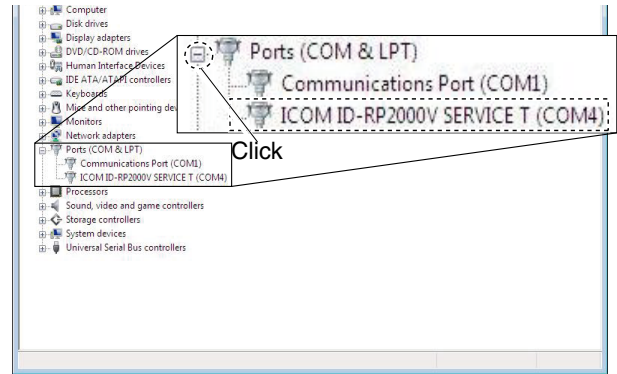 Computer
Disk drives
Display adapters
DVD/CD-ROM drives
Human Interface Devices
IDE ATA/ATAPI controllers
Keyboards
Mice and other pointing dev
Monitors
Network adapters
Ports (COM & LPT)
Communications Port (COM1)
ICOM ID-RP2000V SERVICE T (COM4)
Processors
Sound, video and game controllers
Storage controllers
System devices
Universal Serial Bus controllers
Ports (COM & LPT)
Communications Port (COM1)
ICOM ID-RP2000V SERVICE T (COM4)
Click